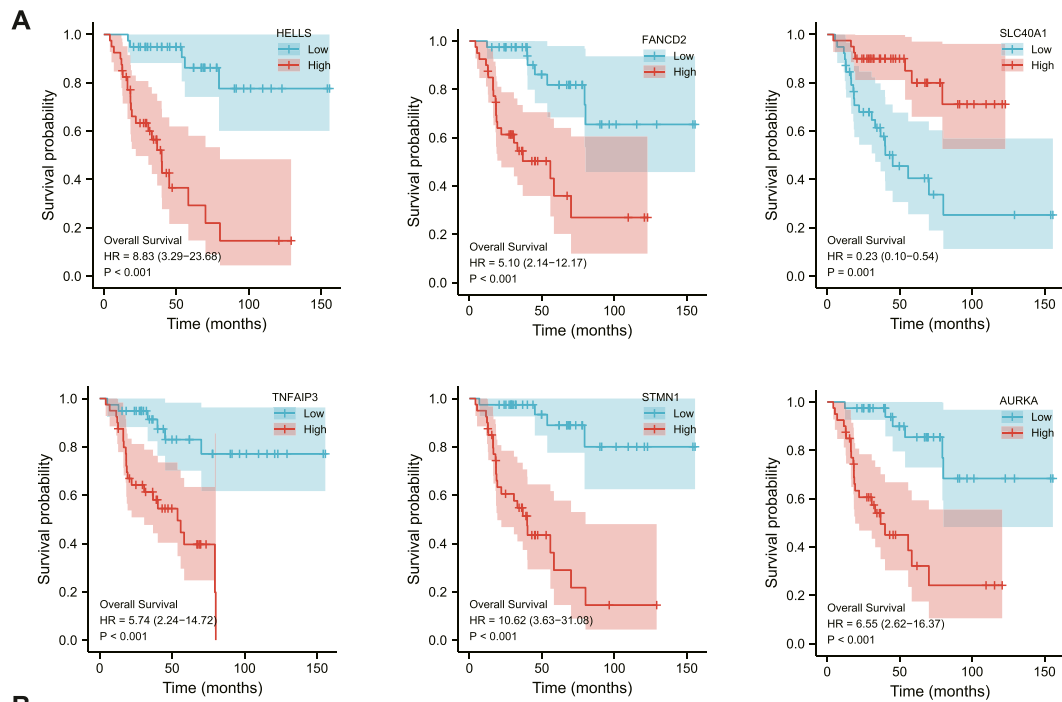 A
HELLS
Low
High
1.0
0.8
0.6
0.4
0.2
0.0
Survival probability
Overall Survival
HR = 8.83 (3.29−23.68)
P < 0.001
0 50 100 150
Time (months)
FANCD2
Low
High
1.0
0.8
0.6
0.4
0.2
0.0
Survival probability
Overall Survival
HR = 5.10 (2.14−12.17)
P < 0.001
0 50 100 150
Time (months)
SLC40A1
Low
High
1.0
0.8
0.6
0.4
0.2
0.0
Survival probability
Overall Survival
HR = 0.23 (0.10−0.54)
P = 0.001
0 50 100 150
Time (months)
TNFAIP3
Low
High
1.0
0.8
0.6
0.4
0.2
0.0
Survival probability
Overall Survival
HR = 5.74 (2.24−14.72)
P < 0.001
0 50 100 150
Time (months)
STMN1
Low
High
1.0
0.8
0.6
0.4
0.2
0.0
Survival probability
Overall Survival
HR = 10.62 (3.63−31.08)
P < 0.001
0 50 100 150
Time (months)
AURKA
Low
High
1.0
0.8
0.6
0.4
0.2
0.0
Survival probability
Overall Survival
HR = 6.55 (2.62−16.37)
P < 0.001
0 50 100 150
Time (months)